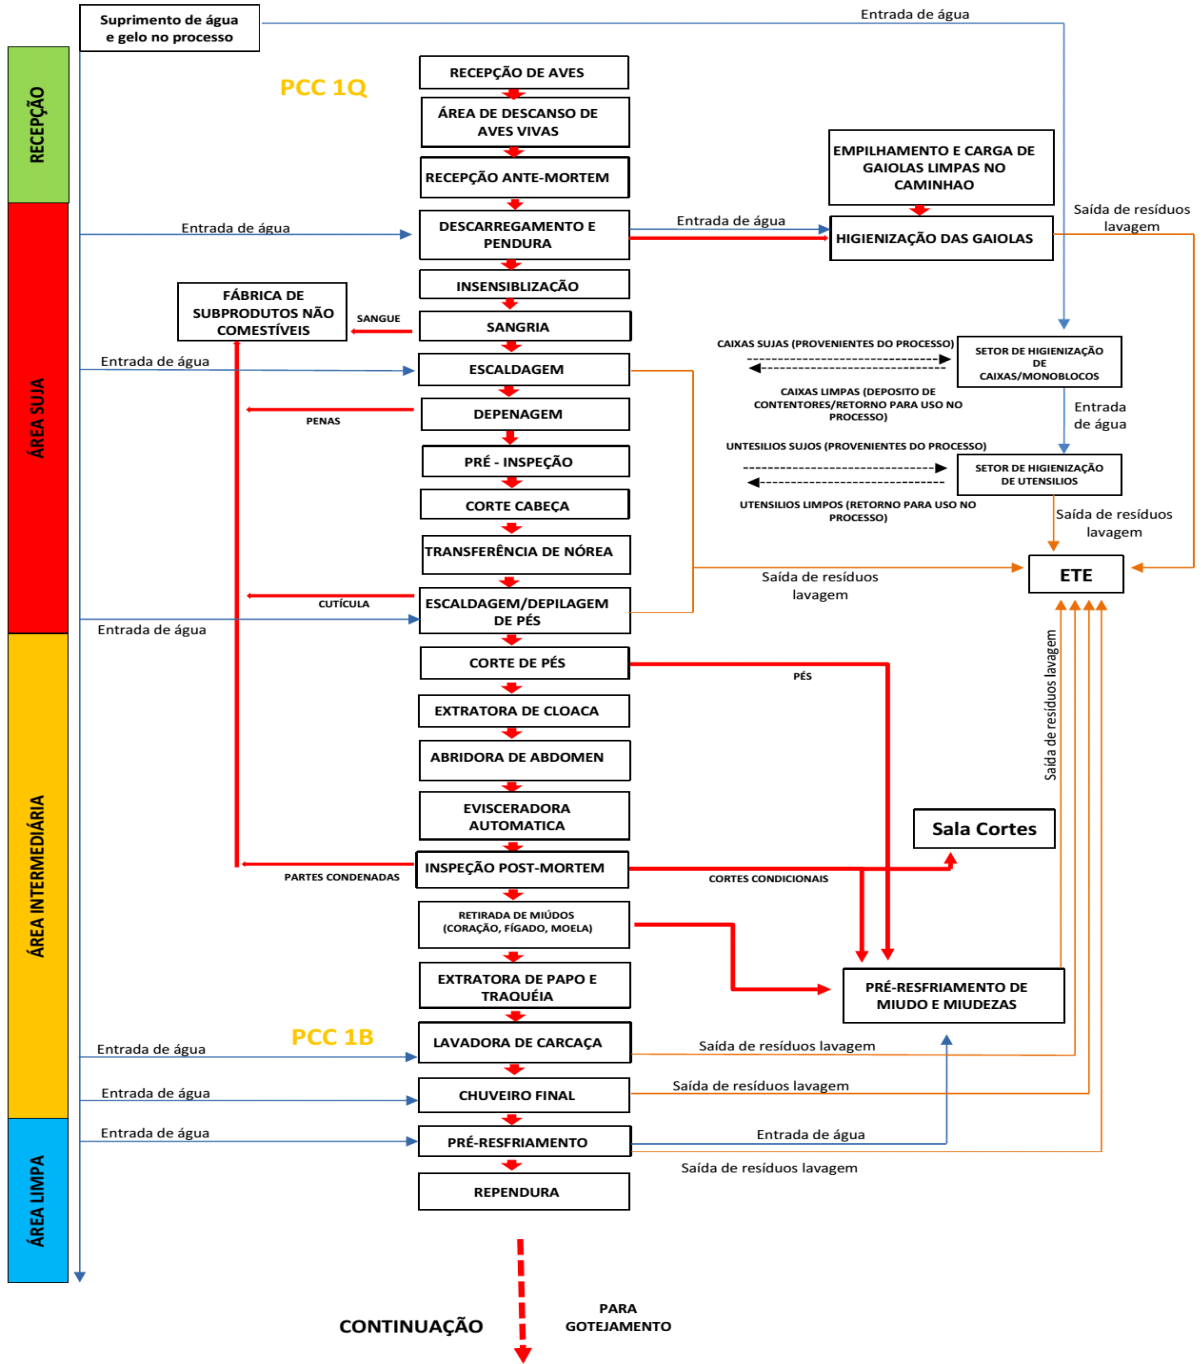 Suprimento de água
e gelo no processo
Entrada de água
RECEPÇÃO
PCC 1Q
RECEPÇÃO DE AVES
ÁREA DE DESCANSO DE
AVES VIVAS
RECEPÇÃO ANTE-MORTEM
EMPILHAMENTO E CARGA DE
GAIOLAS LIMPAS NO
CAMINHAO
ÁREA SUJA
Entrada de água
DESCARREGAMENTO E
PENDURA
Entrada de água
HIGIENIZAÇÃO DAS GAIOLAS
Saída de resíduos
lavagem
INSENSIBLIZAÇÃO
FÁBRICA DE
SUBPRODUTOS NÃO
COMESTÍVEIS
SANGUE
SANGRIA
Entrada de água
ESCALDAGEM
CAIXAS SUJAS (PROVENIENTES DO PROCESSO)
SETOR DE HIGIENIZAÇÃO
DE
CAIXAS/MONOBLOCOS
CAIXAS LIMPAS (DEPOSITO DE
CONTENTORES/RETORNO PARA USO NO
PROCESSO)
Entrada
de água
PENAS
DEPENAGEM
PRÉ - INSPEÇÃO
UNTESILIOS SUJOS (PROVENIENTES DO PROCESSO)
SETOR DE HIGIENIZAÇÃO
DE UTENSILIOS
UTENSILIOS LIMPOS (RETORNO PARA USO NO
PROCESSO)
Saída de resíduos
lavagem
CORTE CABEÇA
TRANSFERÊNCIA DE NÓREA
ETE
Saída de resíduos
lavagem
CUTÍCULA
ESCALDAGEM/DEPILAGEM
DE PÉS
Entrada de água
ÁREA INTERMEDIÁRIA
CORTE DE PÉS
PÉS
Saída de resíduos lavagem
EXTRATORA DE CLOACA
ABRIDORA DE ABDOMEN
EVISCERADORA
AUTOMATICA
Sala Cortes
PARTES CONDENADAS
INSPEÇÃO POST-MORTEM
CORTES CONDICIONAIS
RETIRADA DE MIÚDOS
(CORAÇÃO, FÍGADO, MOELA)
EXTRATORA DE PAPO E
TRAQUÉIA
PRÉ-RESFRIAMENTO DE
MIUDO E MIUDEZAS
PCC 1B
Entrada de água
LAVADORA DE CARCAÇA
Saída de resíduos lavagem
Entrada de água
CHUVEIRO FINAL
Saída de resíduos lavagem
ÁREA LIMPA
Entrada de água
PRÉ-RESFRIAMENTO
Entrada de água
Saída de resíduos lavagem
REPENDURA
CONTINUAÇÃO
PARA
GOTEJAMENTO